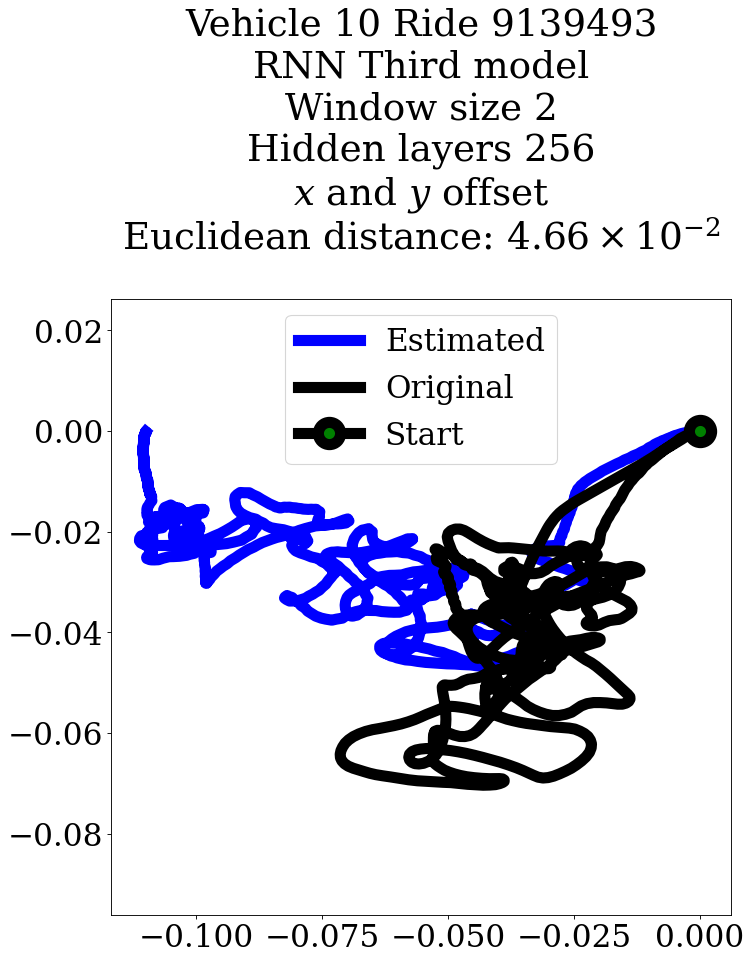 Vehicle 10 Ride 9139493
RNN Third model
Window size 2
Hidden layers 256
x and y offset
Euclidean distance: 4.66 × 10⁻²
Estimated
Original
Start
0.02
0.00
−0.02
−0.04
−0.06
−0.08
−0.100 −0.075 −0.050 −0.025 0.000